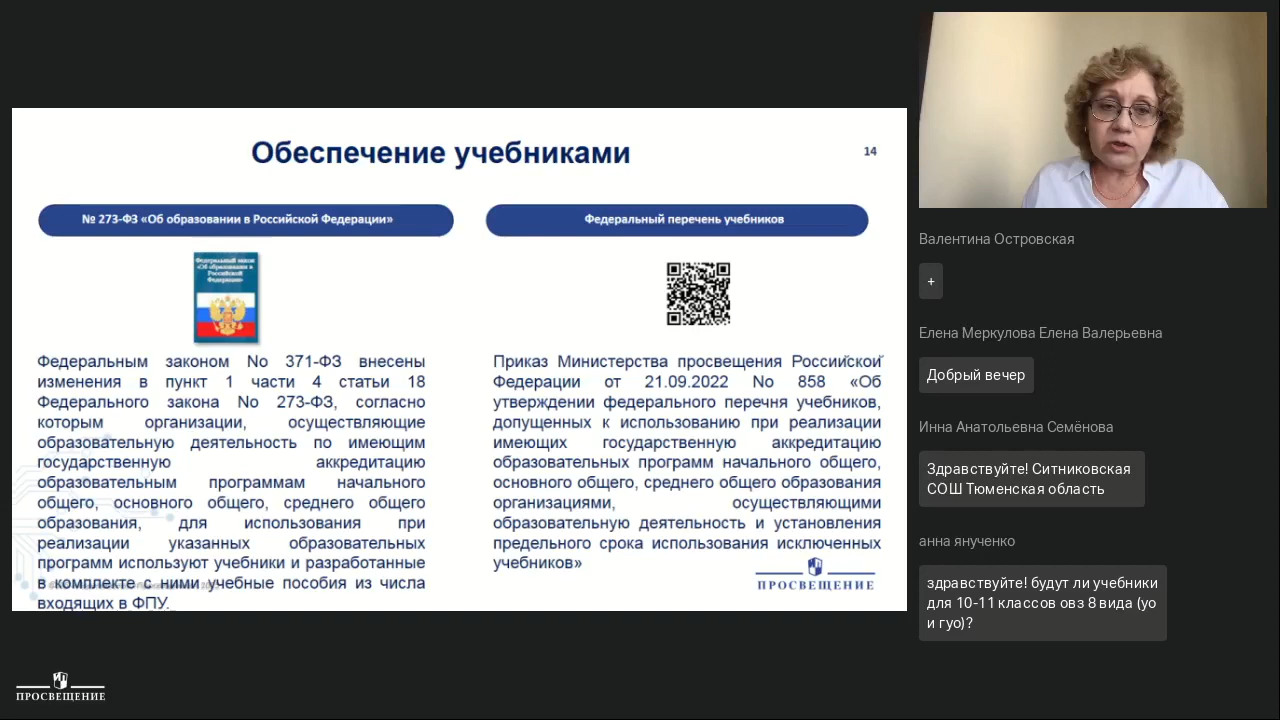 Обеспечение учебниками
14
№ 273-ФЗ «Об образовании в Российской Федерации»
Федеральный перечень учебников
Федеральный закон
«Об образовании в
Российской
Федерации»
Федеральным законом No 371-ФЗ внесены
изменения в пункт 1 части 4 статьи 18
Федерального закона No 273-ФЗ, согласно
которым организации, осуществляющие
образовательную деятельность по имеющим
государственную аккредитацию
образовательным программам начального
общего, основного общего, среднего общего
образования, для использования при
реализации указанных образовательных
программ используют учебники и разработанные
в комплекте с ними учебные пособия из числа
входящих в ФПУ.
Приказ Министерства просвещения Российской
Федерации от 21.09.2022 No 858 «Об
утверждении федерального перечня учебников,
допущенных к использованию при реализации
имеющих государственную аккредитацию
образовательных программ начального общего,
основного общего, среднего общего образования
организациями, осуществляющими
образовательную деятельность и установления
предельного срока использования исключенных
учебников»
ПРОСВЕЩЕНИЕ
ПРОСВЕЩЕНИЕ
Валентина Островская
+
Елена Меркулова Елена Валерьевна
Добрый вечер
Инна Анатольевна Семёнова
Здравствуйте! Ситниковская
СОШ Тюменская область
анна янученко
здравствуйте! будут ли учебники
для 10-11 классов овз 8 вида (уо
и гуо)?